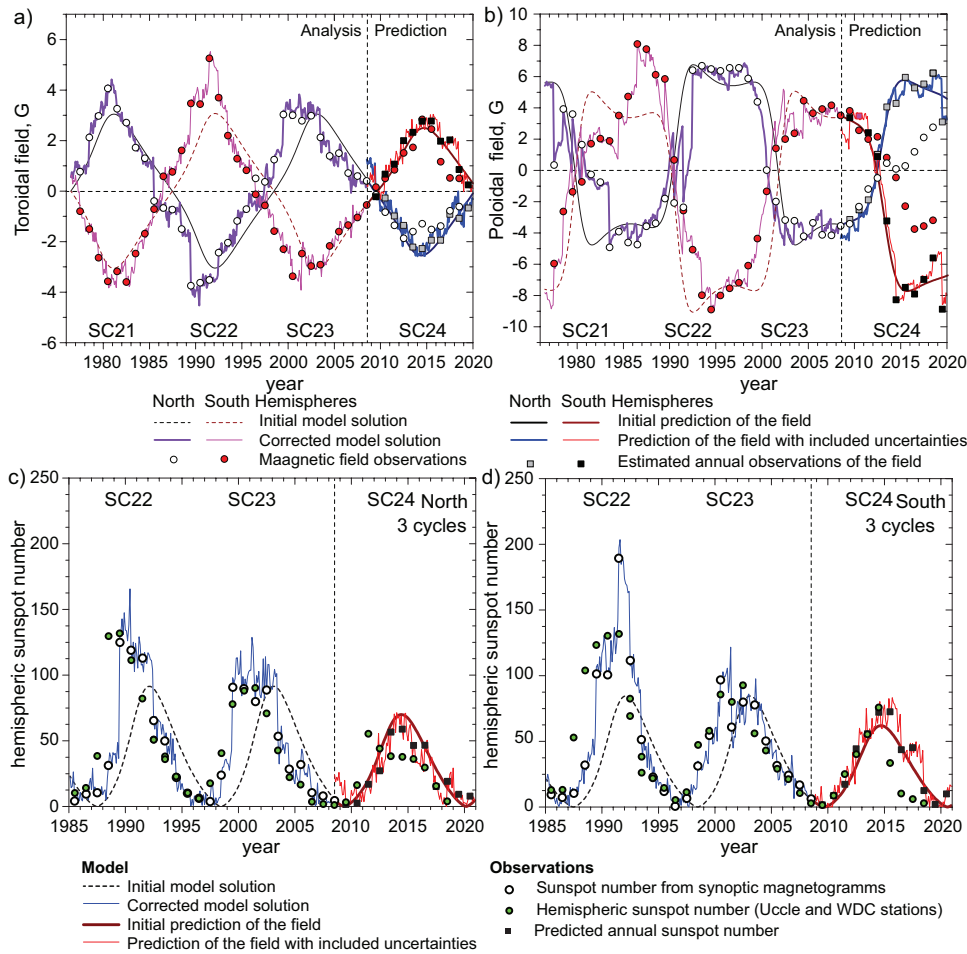 a)
Analysis
Prediction
Toroidal field, G
6
4
2
0
-2
-4
-6
SC21
SC22
SC23
SC24
1980
1985
1990
1995
2000
2005
2010
2015
2020
year
b)
Analysis
Prediction
Poloidal field, G
10
8
6
4
2
0
-2
-4
-6
-8
-10
SC21
SC22
SC23
SC24
1980
1985
1990
1995
2000
2005
2010
2015
2020
year
North South Hemispheres
Initial model solution
Corrected model solution
Maagnetic field observations
North South Hemispheres
Initial prediction of the field
Prediction of the field with included uncertainties
Estimated annual observations of the field
c)
SC22
SC23
SC24
North
3 cycles
hemispheric sunspot number
250
200
150
100
50
0
1985
1990
1995
2000
2005
2010
2015
2020
year
d)
SC22
SC23
SC24
South
3 cycles
hemispheric sunspot number
250
200
150
100
50
0
1985
1990
1995
2000
2005
2010
2015
2020
year
Model
Initial model solution
Corrected model solution
Initial prediction of the field
Prediction of the field with included uncertainties
Observations
Sunspot number from synoptic magnetograms
Hemispheric sunspot number (Uccle and WDC stations)
Predicted annual sunspot number